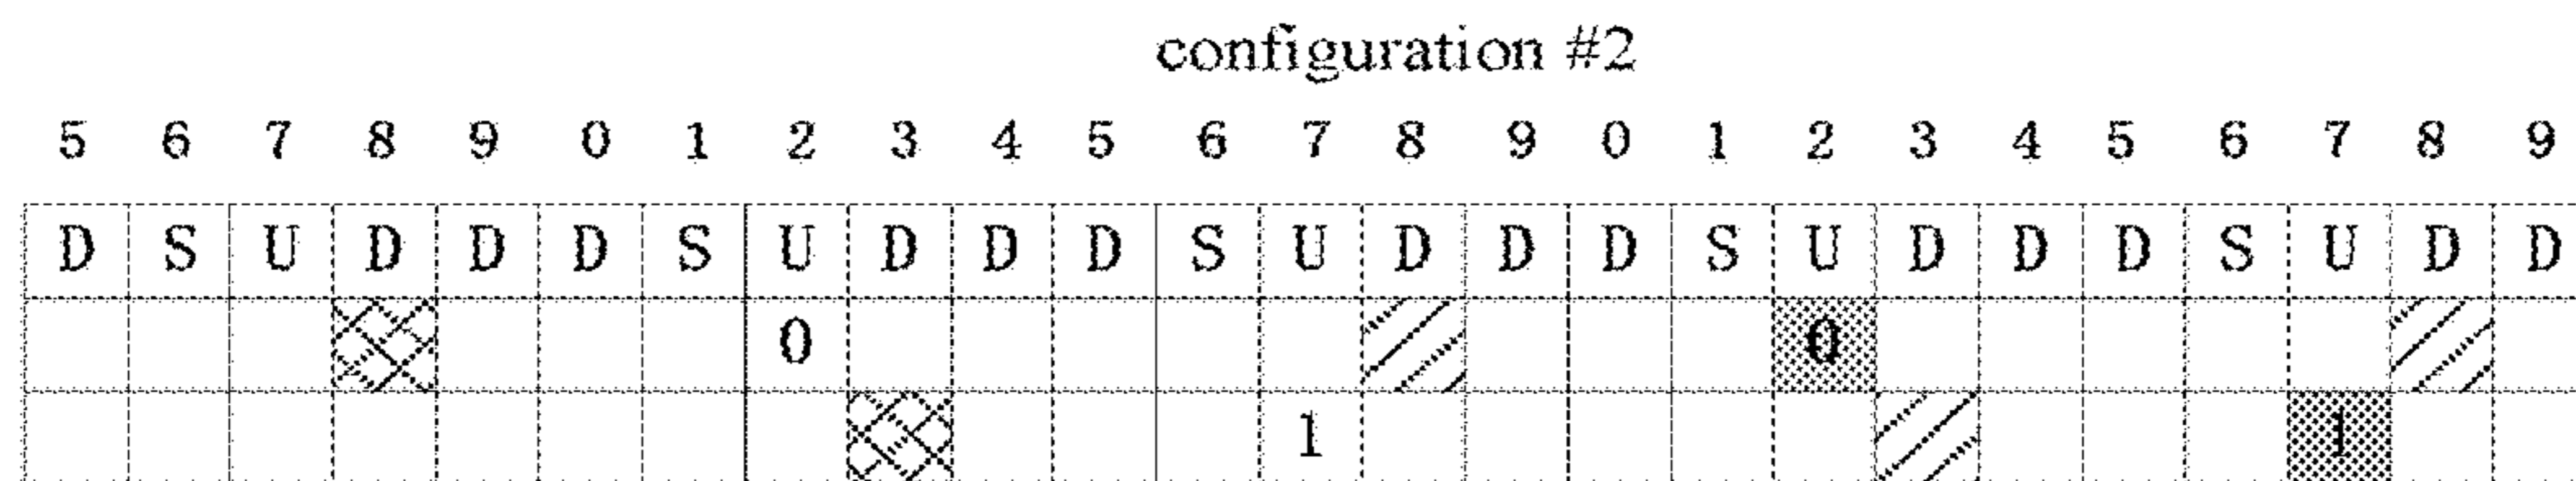 configuration #2
5 6 7 8 9 0 1 2 3 4 5 6 7 8 9 0 1 2 3 4 5 6 7 8 9
D S U D D D S U D D D S U D D D S U D D D S U D D
0 0
1 1